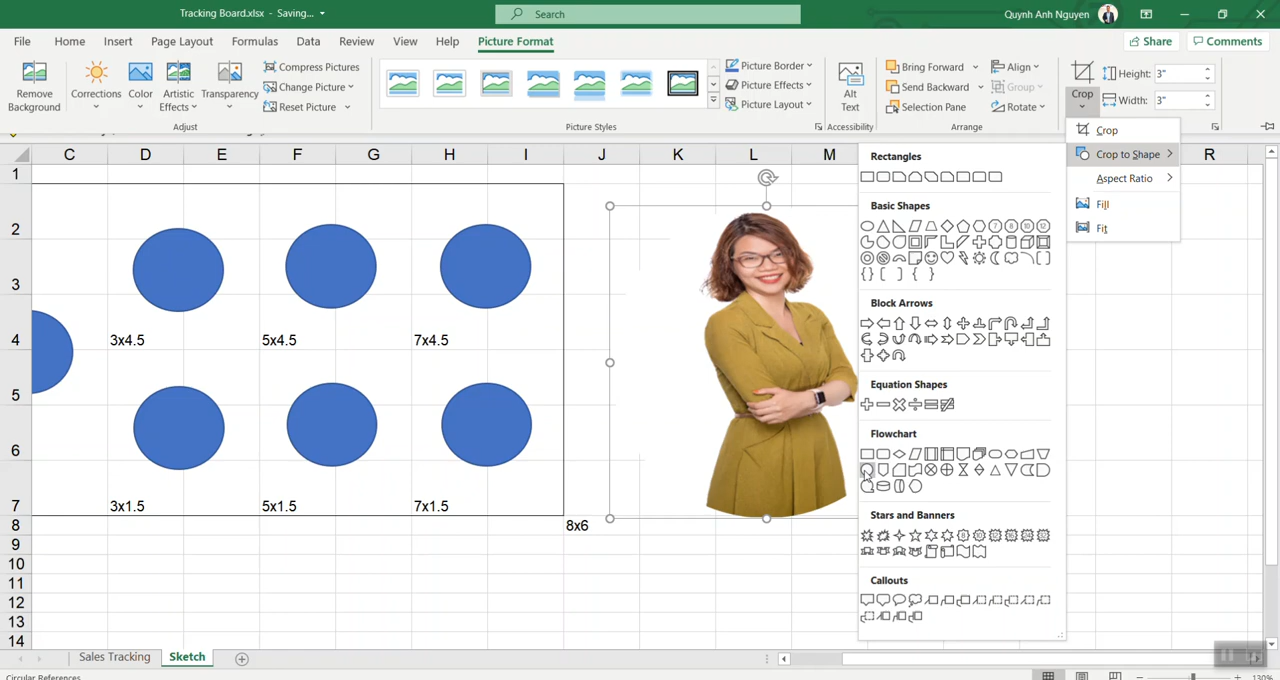 Tracking Board.xlsx - Saving...
Search
Quynh Anh Nguyen
File Home Insert Page Layout Formulas Data Review View Help Picture Format
Share Comments
Remove Background
Corrections
Color
Artistic Effects
Transparency
Compress Pictures
Change Picture
Reset Picture
Adjust
Picture Styles
Picture Border
Picture Effects
Picture Layout
Alt Text
Accessibility
Bring Forward
Send Backward
Selection Pane
Align
Group
Rotate
Arrange
Crop
Height: 3"
Width: 3"
Crop
Crop to Shape
Aspect Ratio
Fill
Fit
Rectangles
Basic Shapes
Block Arrows
Equation Shapes
Flowchart
Stars and Banners
Callouts
C D E F G H I J K L M R
1
2
3
4
5
6
7
8
9
10
11
12
13
14
3x4.5 5x4.5 7x4.5
3x1.5 5x1.5 7x1.5
8x6
Sales Tracking Sketch
Circular References
130%